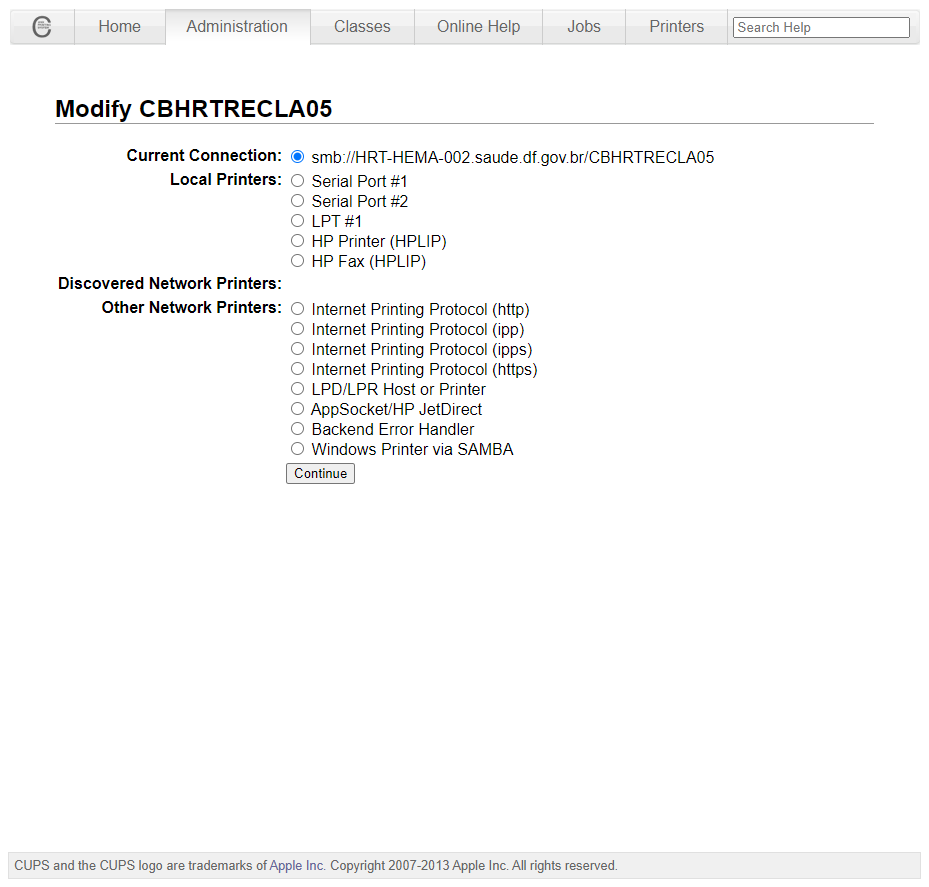 Home Administration Classes Online Help Jobs Printers Search Help
Modify CBHRTRECLA05
Current Connection: smb://HRT-HEMA-002.saude.df.gov.br/CBHRTRECLA05
Local Printers: Serial Port #1
Serial Port #2
LPT #1
HP Printer (HPLIP)
HP Fax (HPLIP)
Discovered Network Printers:
Other Network Printers: Internet Printing Protocol (http)
Internet Printing Protocol (ipp)
Internet Printing Protocol (ipps)
Internet Printing Protocol (https)
LPD/LPR Host or Printer
AppSocket/HP JetDirect
Backend Error Handler
Windows Printer via SAMBA
Continue
CUPS and the CUPS logo are trademarks of Apple Inc. Copyright 2007-2013 Apple Inc. All rights reserved.